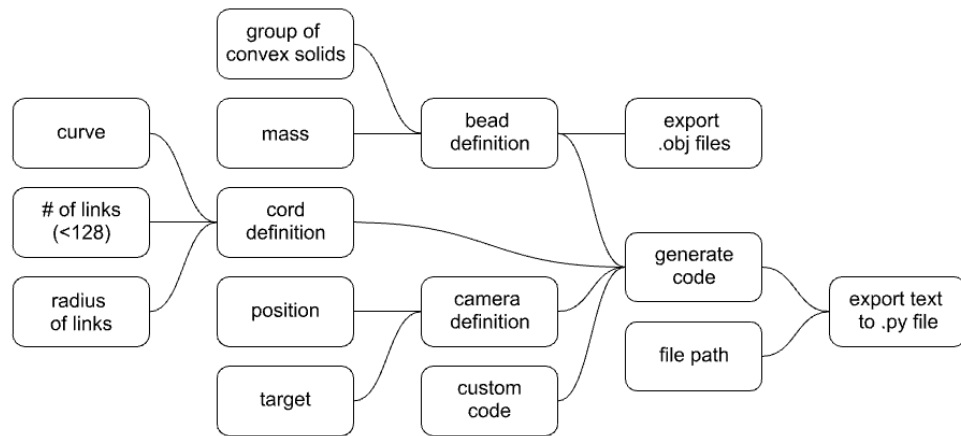 group of
convex solids
curve
mass
bead
definition
export
.obj files
# of links
(<128)
cord
definition
generate
code
radius
of links
position
camera
definition
export text
to .py file
file path
target
custom
code